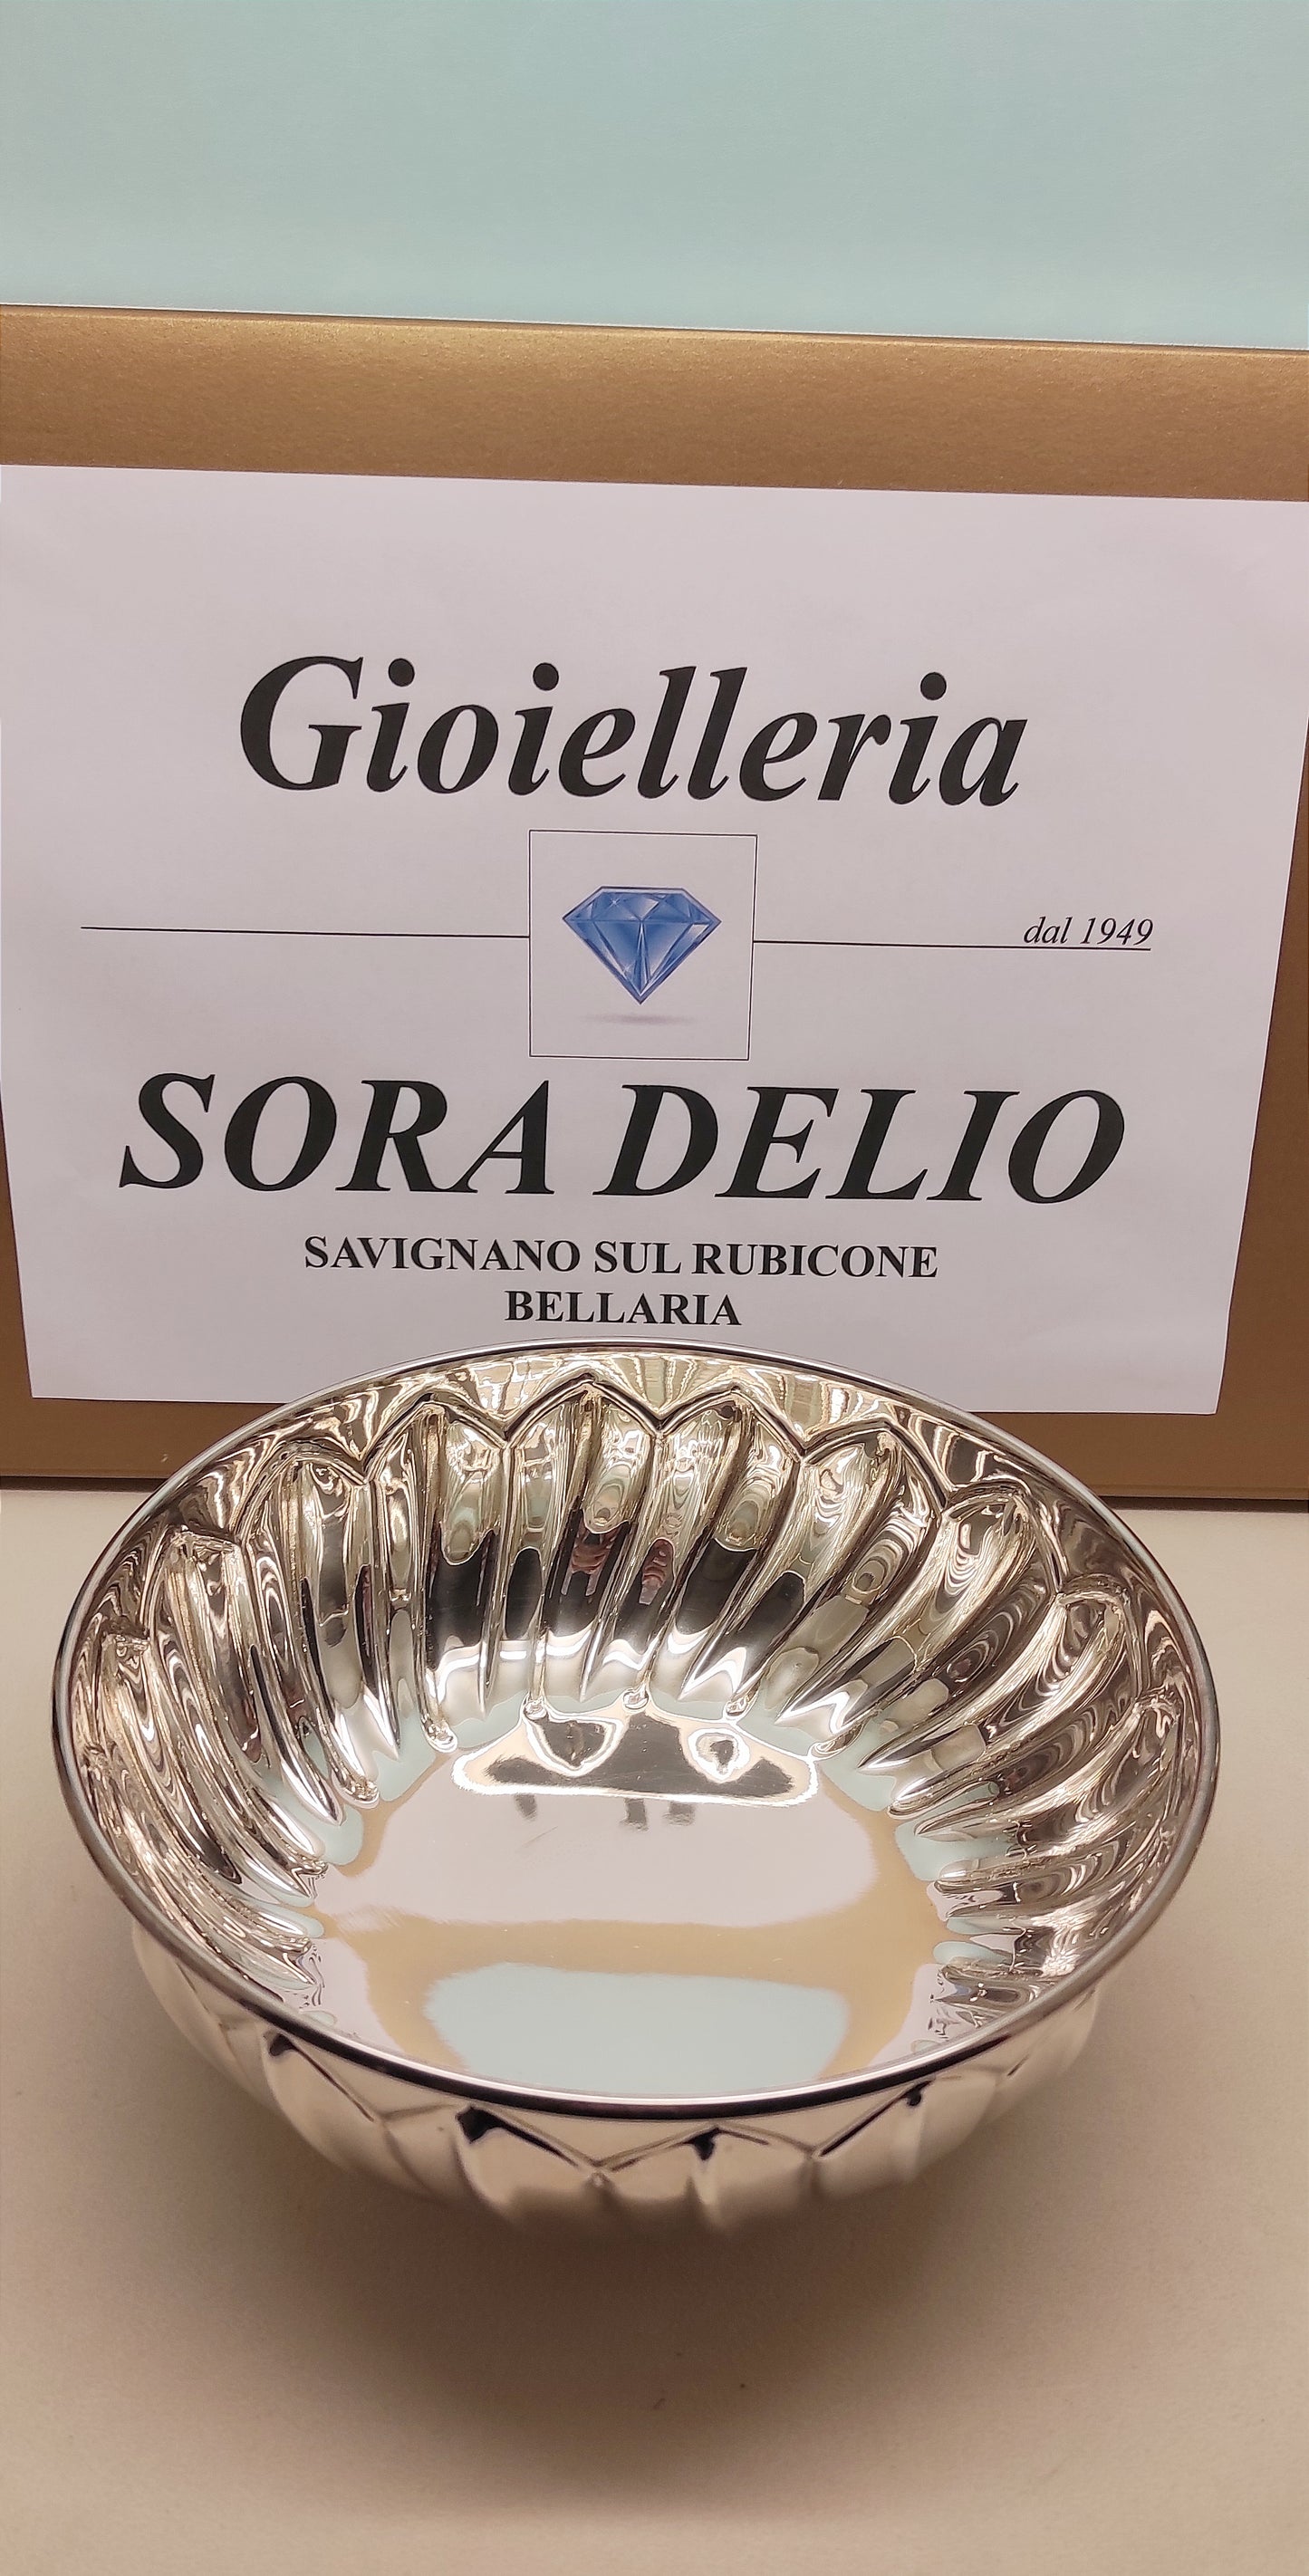 Gioielleria
dal 1949
SORA DELIO
SAVIGNANO SUL RUBICONE
BELLARIA